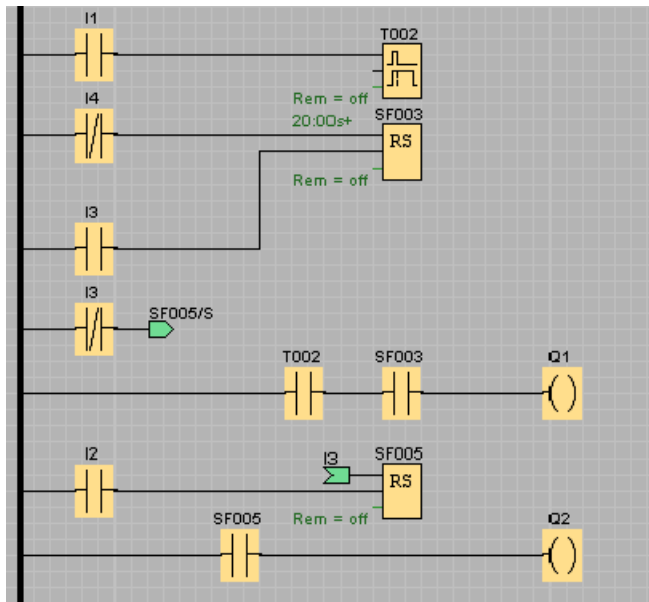 I1
T002
Rem = off
20:00s+
I4
SF003
RS
Rem = off
I3
I3
SF005/S
T002 SF003 Q1
I2
I3
SF005
RS
Rem = off
SF005
Q2